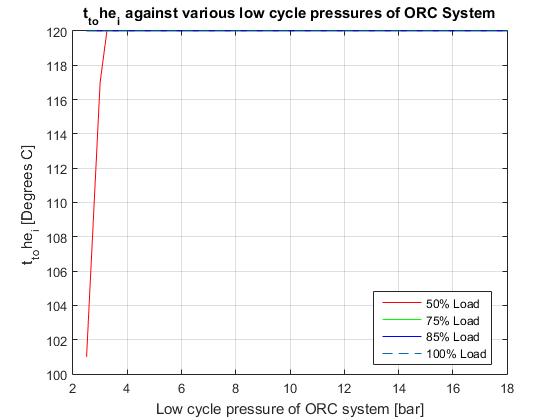 t_to he_i against various low cycle pressures of ORC System
120
118
116
114
112
110
108
106
104
102
100
t_to he_i [Degrees C]
50% Load
75% Load
85% Load
100% Load
2 4 6 8 10 12 14 16 18
Low cycle pressure of ORC system [bar]